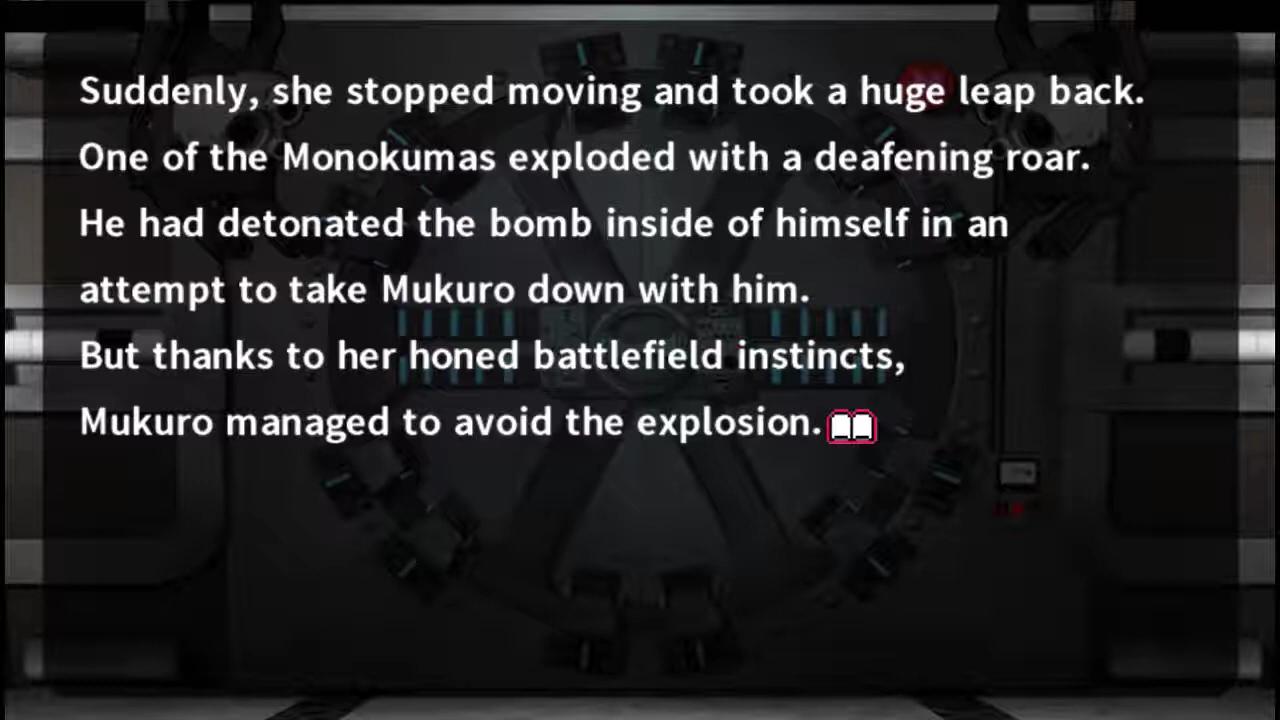 Suddenly, she stopped moving and took a huge leap back.
One of the Monokumas exploded with a deafening roar.
He had detonated the bomb inside of himself in an
attempt to take Mukuro down with him.
But thanks to her honed battlefield instincts,
Mukuro managed to avoid the explosion.